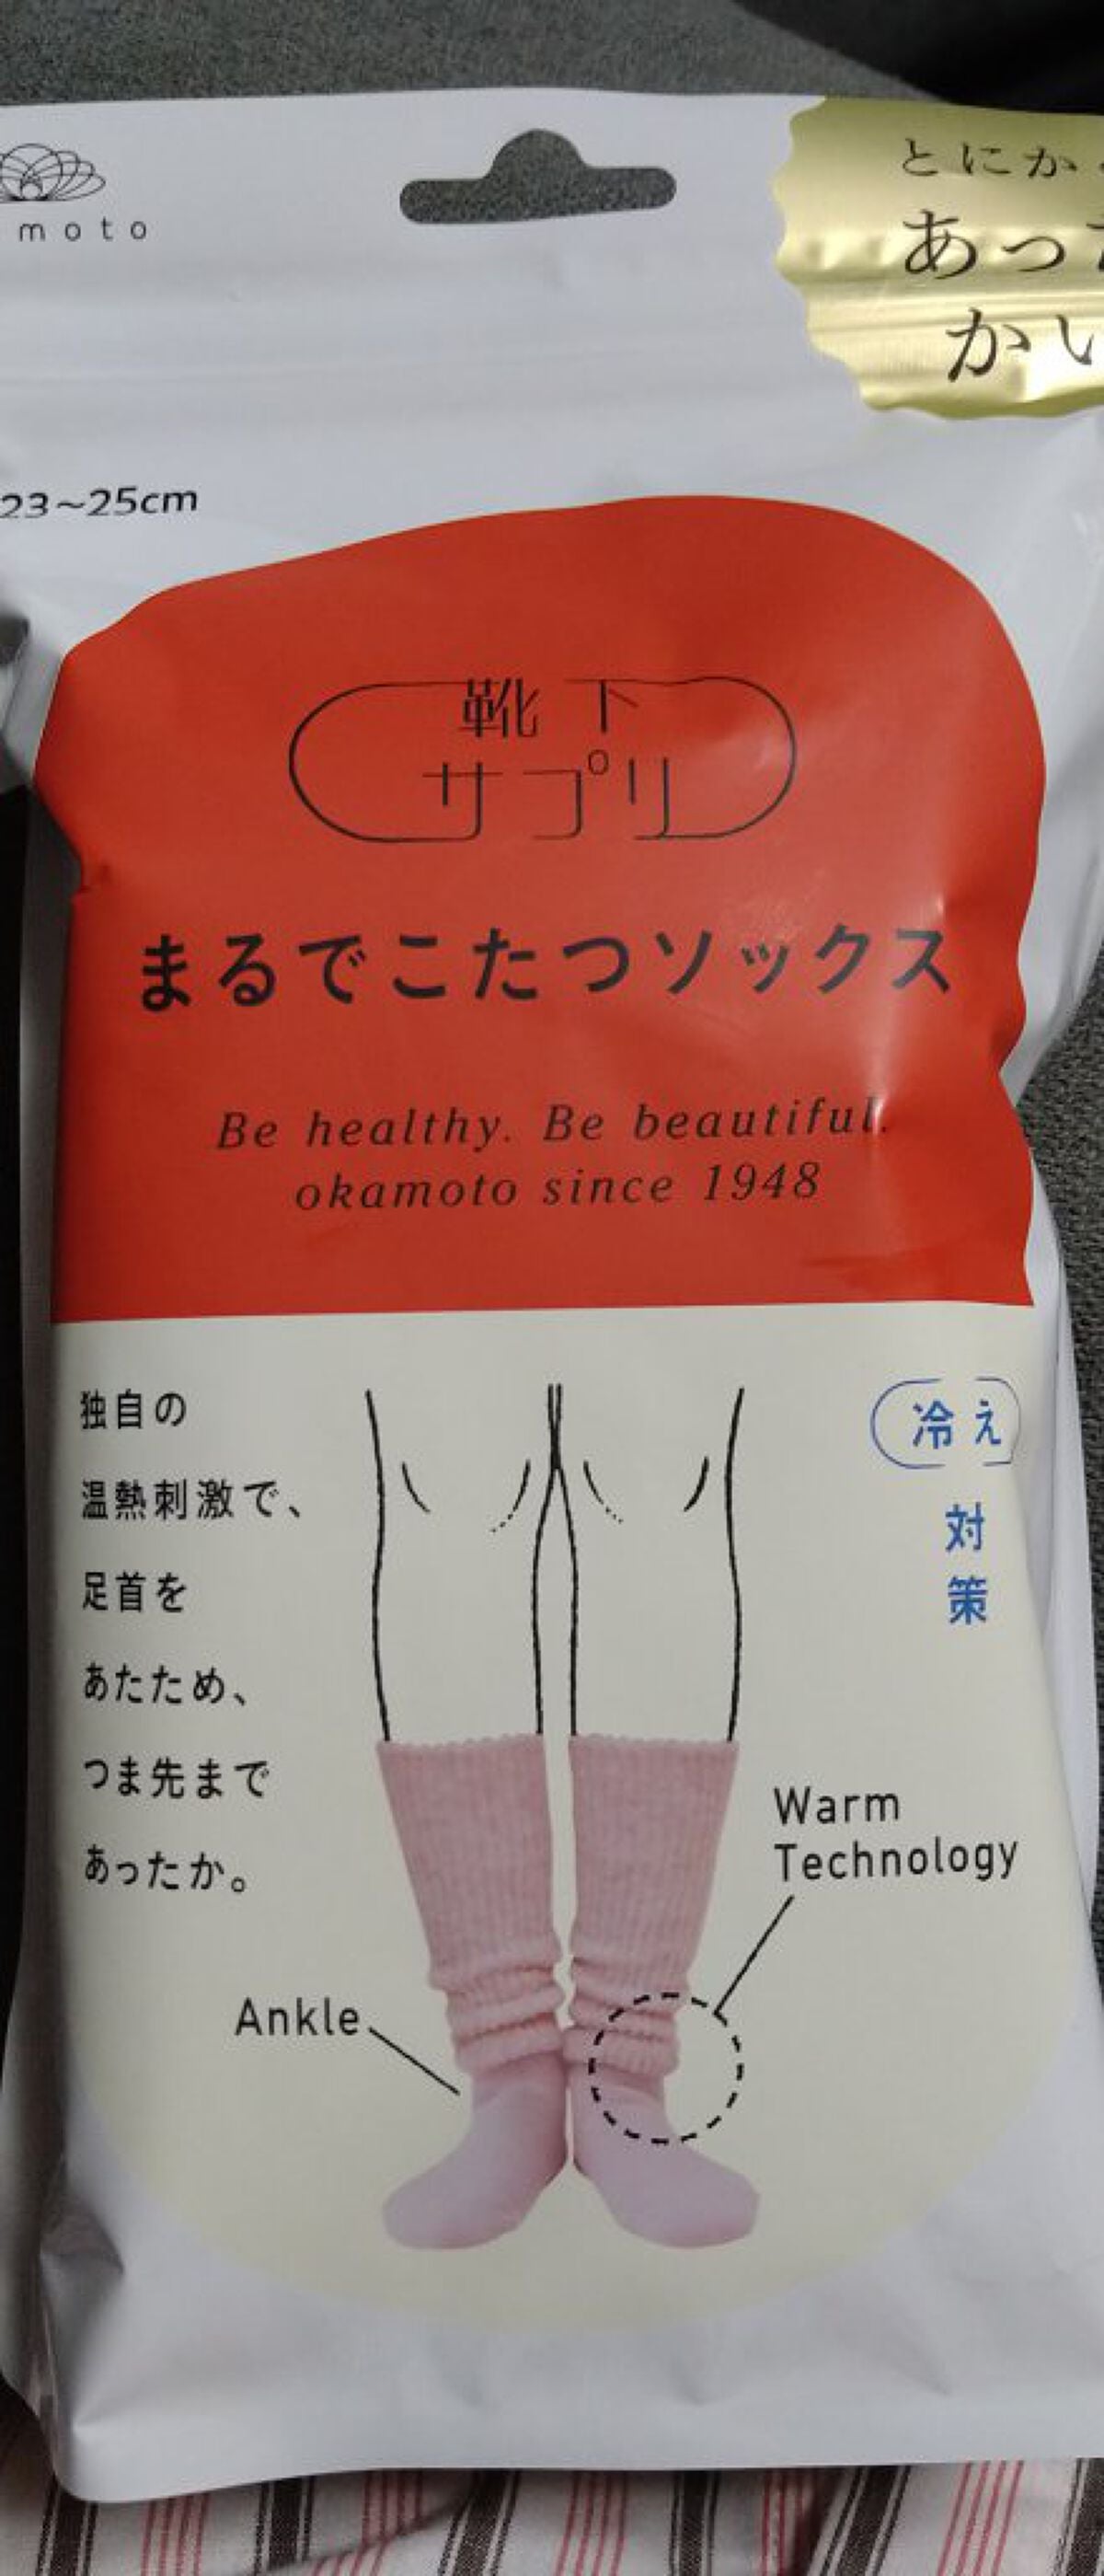 moto
とにか
あっ
かい
23~25cm
靴下
サプリ
まるでこたつソックス
Be healthy. Be beautiful.
okamoto since 1948
独自の
温熱刺激で、
足首を
あたため、
つま先まで
あったか。
冷え
対
策
Warm
Technology
Ankle